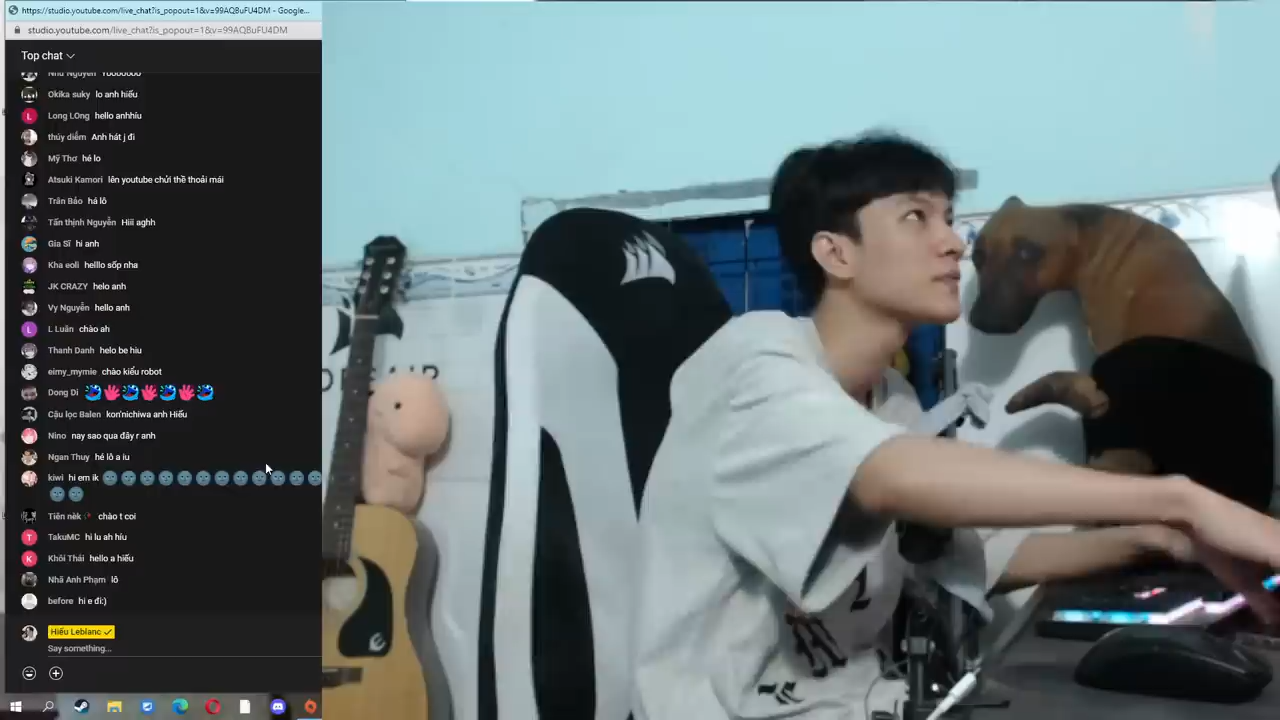 https://studio.youtube.com/live_chat?is_popout=1&v=99AQBuFU4DM - Google...
studio.youtube.com/live_chat?is_popout=1&v=99AQBuFU4DM
Top chat
Okika suky lo anh hiếu
Long LOng hello anhhíu
thúy diễm Anh hát j đi
Mỹ Thơ hé lo
Atsuki Kamori lên youtube chửi thề thoải mái
Trân Bảo há lô
Tấn thịnh Nguyễn Hiii aghh
Gia Sĩ hi anh
Kha eoli helllo sốp nha
JK CRAZY helo anh
Vy Nguyễn hello anh
L Luân chào ah
Thanh Danh helo be hiu
eimy_mymie chào kiểu robot
Dong Di
Cậu lọc Balen kon'nichiwa anh Hiếu
Nino nay sao qua đây r anh
Ngan Thuy hé lô a iu
kiwi hi em ik
Tiên nèk chào t coi
TakuMC hi lu ah híu
Khôi Thái hello a hiếu
Nhã Anh Phạm lô
before hi e đi:)
Hiếu Leblanc
Say something...